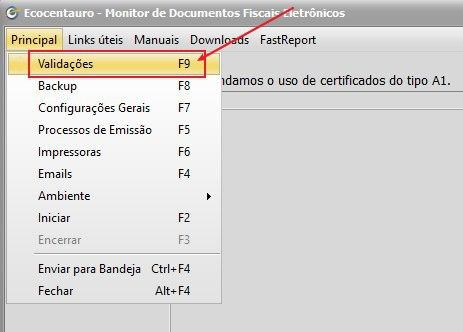 Ecocentauro - Monitor de Documentos Fiscais Eletrônicos
Principal Links úteis Manuais Downloads FastReport
Validações F9
ndamos o uso de certificados do tipo A1.
Backup F8
Configurações Gerais F7
Processos de Emissão F5
Impressoras F6
Emails F4
Ambiente
Iniciar F2
Encerrar F3
Enviar para Bandeja Ctrl+F4
Fechar Alt+F4